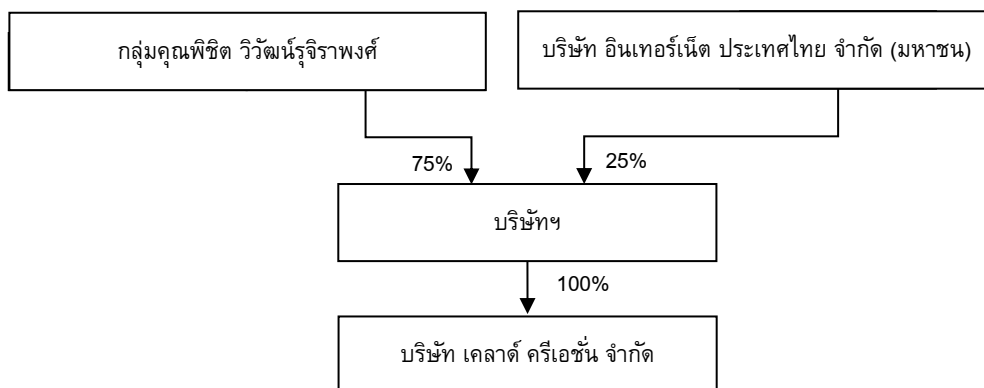 กลุ่มคุณพิชิต วิวัฒน์รุจิราพงศ์
บริษัท อินเทอร์เน็ต ประเทศไทย จำกัด (มหาชน)
75%
25%
บริษัทฯ
100%
บริษัท เคลาด์ ครีเอชั่น จำกัด